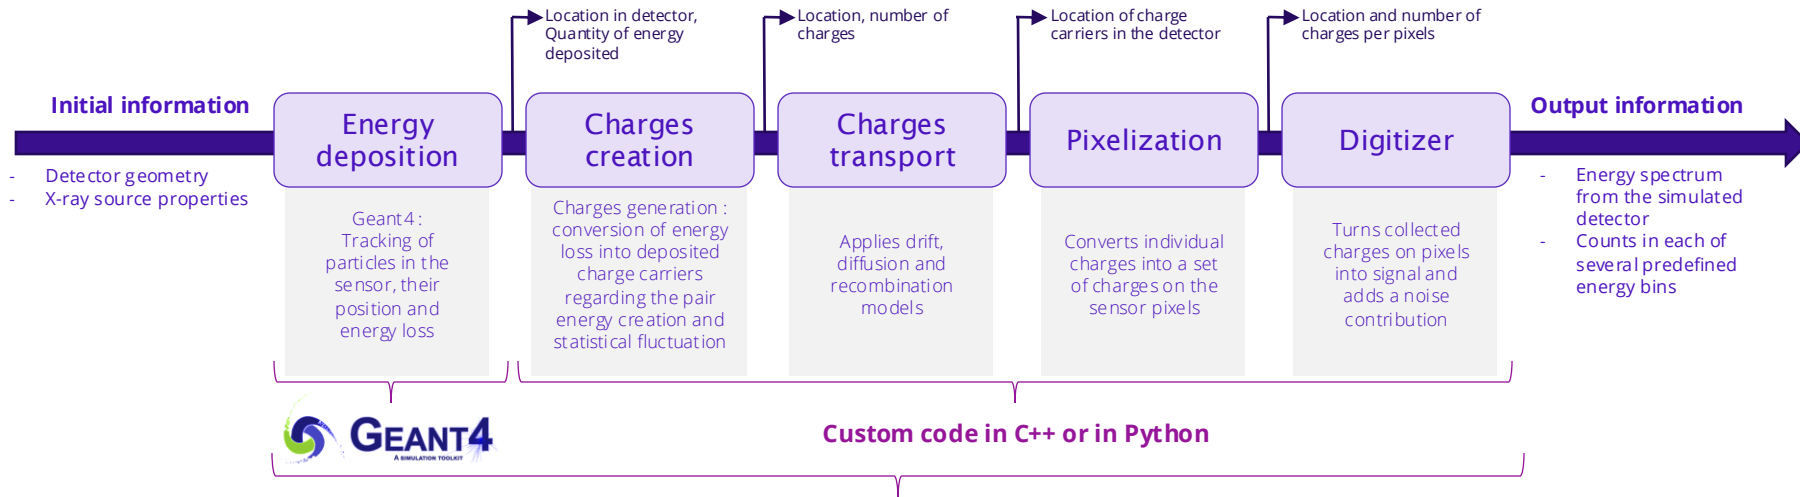 Location in detector,
Quantity of energy
deposited
Location, number of
charges
Location of charge
carriers in the detector
Location and number of
charges per pixels
Initial information
Energy
deposition
Charges
creation
Charges
transport
Pixelization
Digitizer
Output information
- Detector geometry
- X-ray source properties
Geant4 :
Tracking of
particles in the
sensor, their
position and
energy loss
Charges generation :
conversion of energy
loss into deposited
charge carriers
regarding the pair
energy creation and
statistical fluctuation
Applies drift,
diffusion and
recombination
models
Converts individual
charges into a set
of charges on the
sensor pixels
Turns collected
charges on pixels
into signal and
adds a noise
contribution
- Energy spectrum
from the simulated
detector
- Counts in each of
several predefined
energy bins
GEANT4
A SIMULATION TOOLKIT
Custom code in C++ or in Python